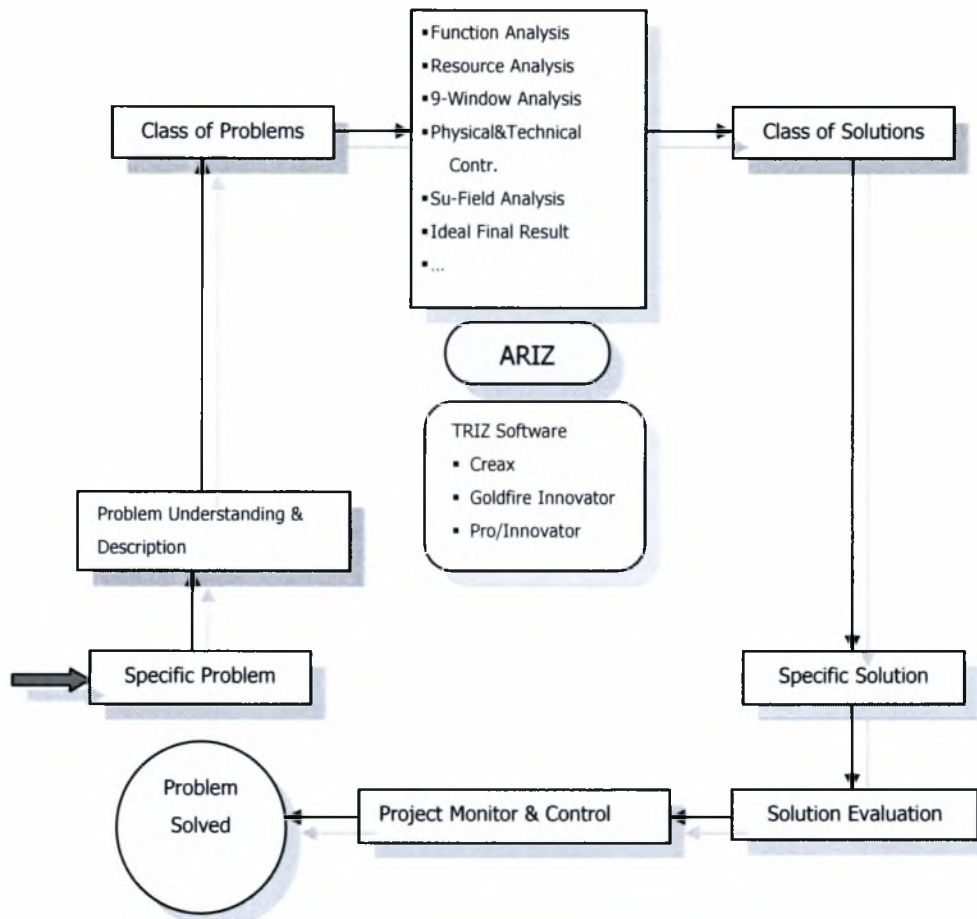 ▪Function Analysis
▪Resource Analysis
▪9-Window Analysis
▪Physical&Technical
Contr.
▪Su-Field Analysis
▪Ideal Final Result
▪...
Class of Problems
Class of Solutions
ARIZ
TRIZ Software
▪ Creax
▪ Goldfire Innovator
▪ Pro/Innovator
Problem Understanding &
Description
Specific Problem
Specific Solution
Problem
Solved
Project Monitor & Control
Solution Evaluation